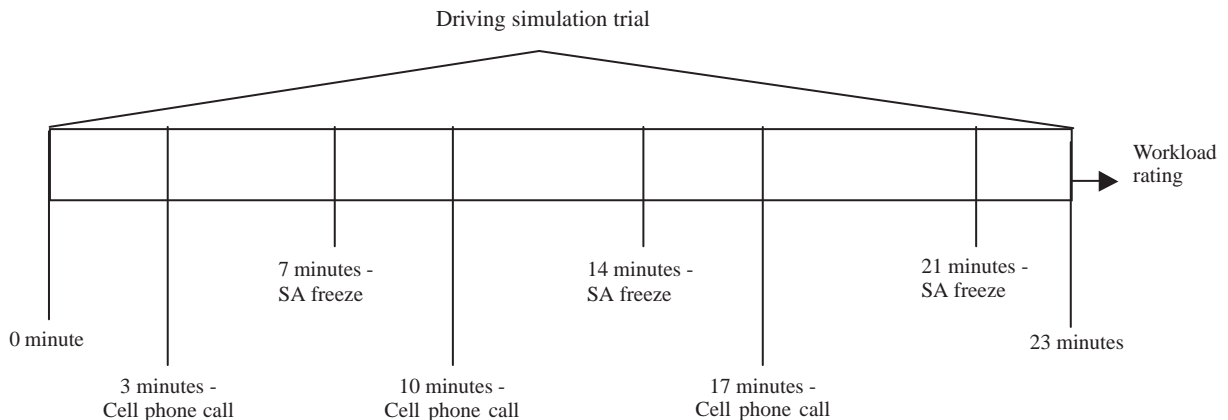 Driving simulation trial
Workload
rating
7 minutes -
SA freeze
14 minutes -
SA freeze
21 minutes -
SA freeze
0 minute
23 minutes
3 minutes -
Cell phone call
10 minutes -
Cell phone call
17 minutes -
Cell phone call